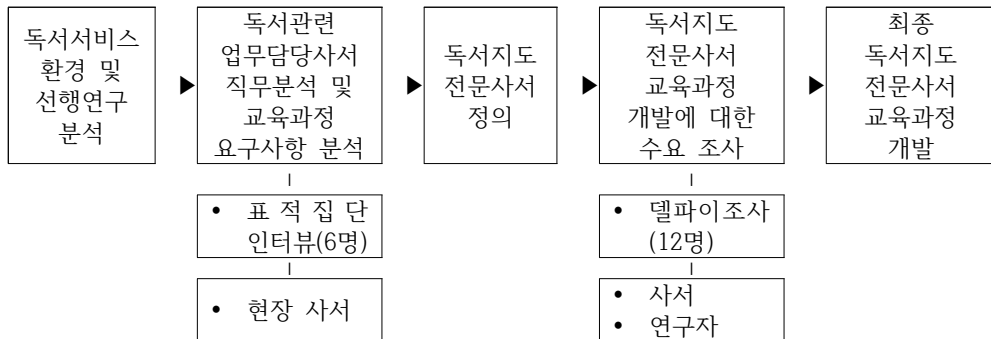 독서서비스
환경 및
선행연구
분석
▶
독서관련
업무담당사서
직무분석 및
교육과정
요구사항 분석
▶
독서지도
전문사서
정의
▶
독서지도
전문사서
교육과정
개발에 대한
수요 조사
▶
최종
독서지도
전문사서
교육과정
개발
• 표 적 집 단
인터뷰(6명)
• 현장 사서
• 델파이조사
(12명)
• 사서
• 연구자